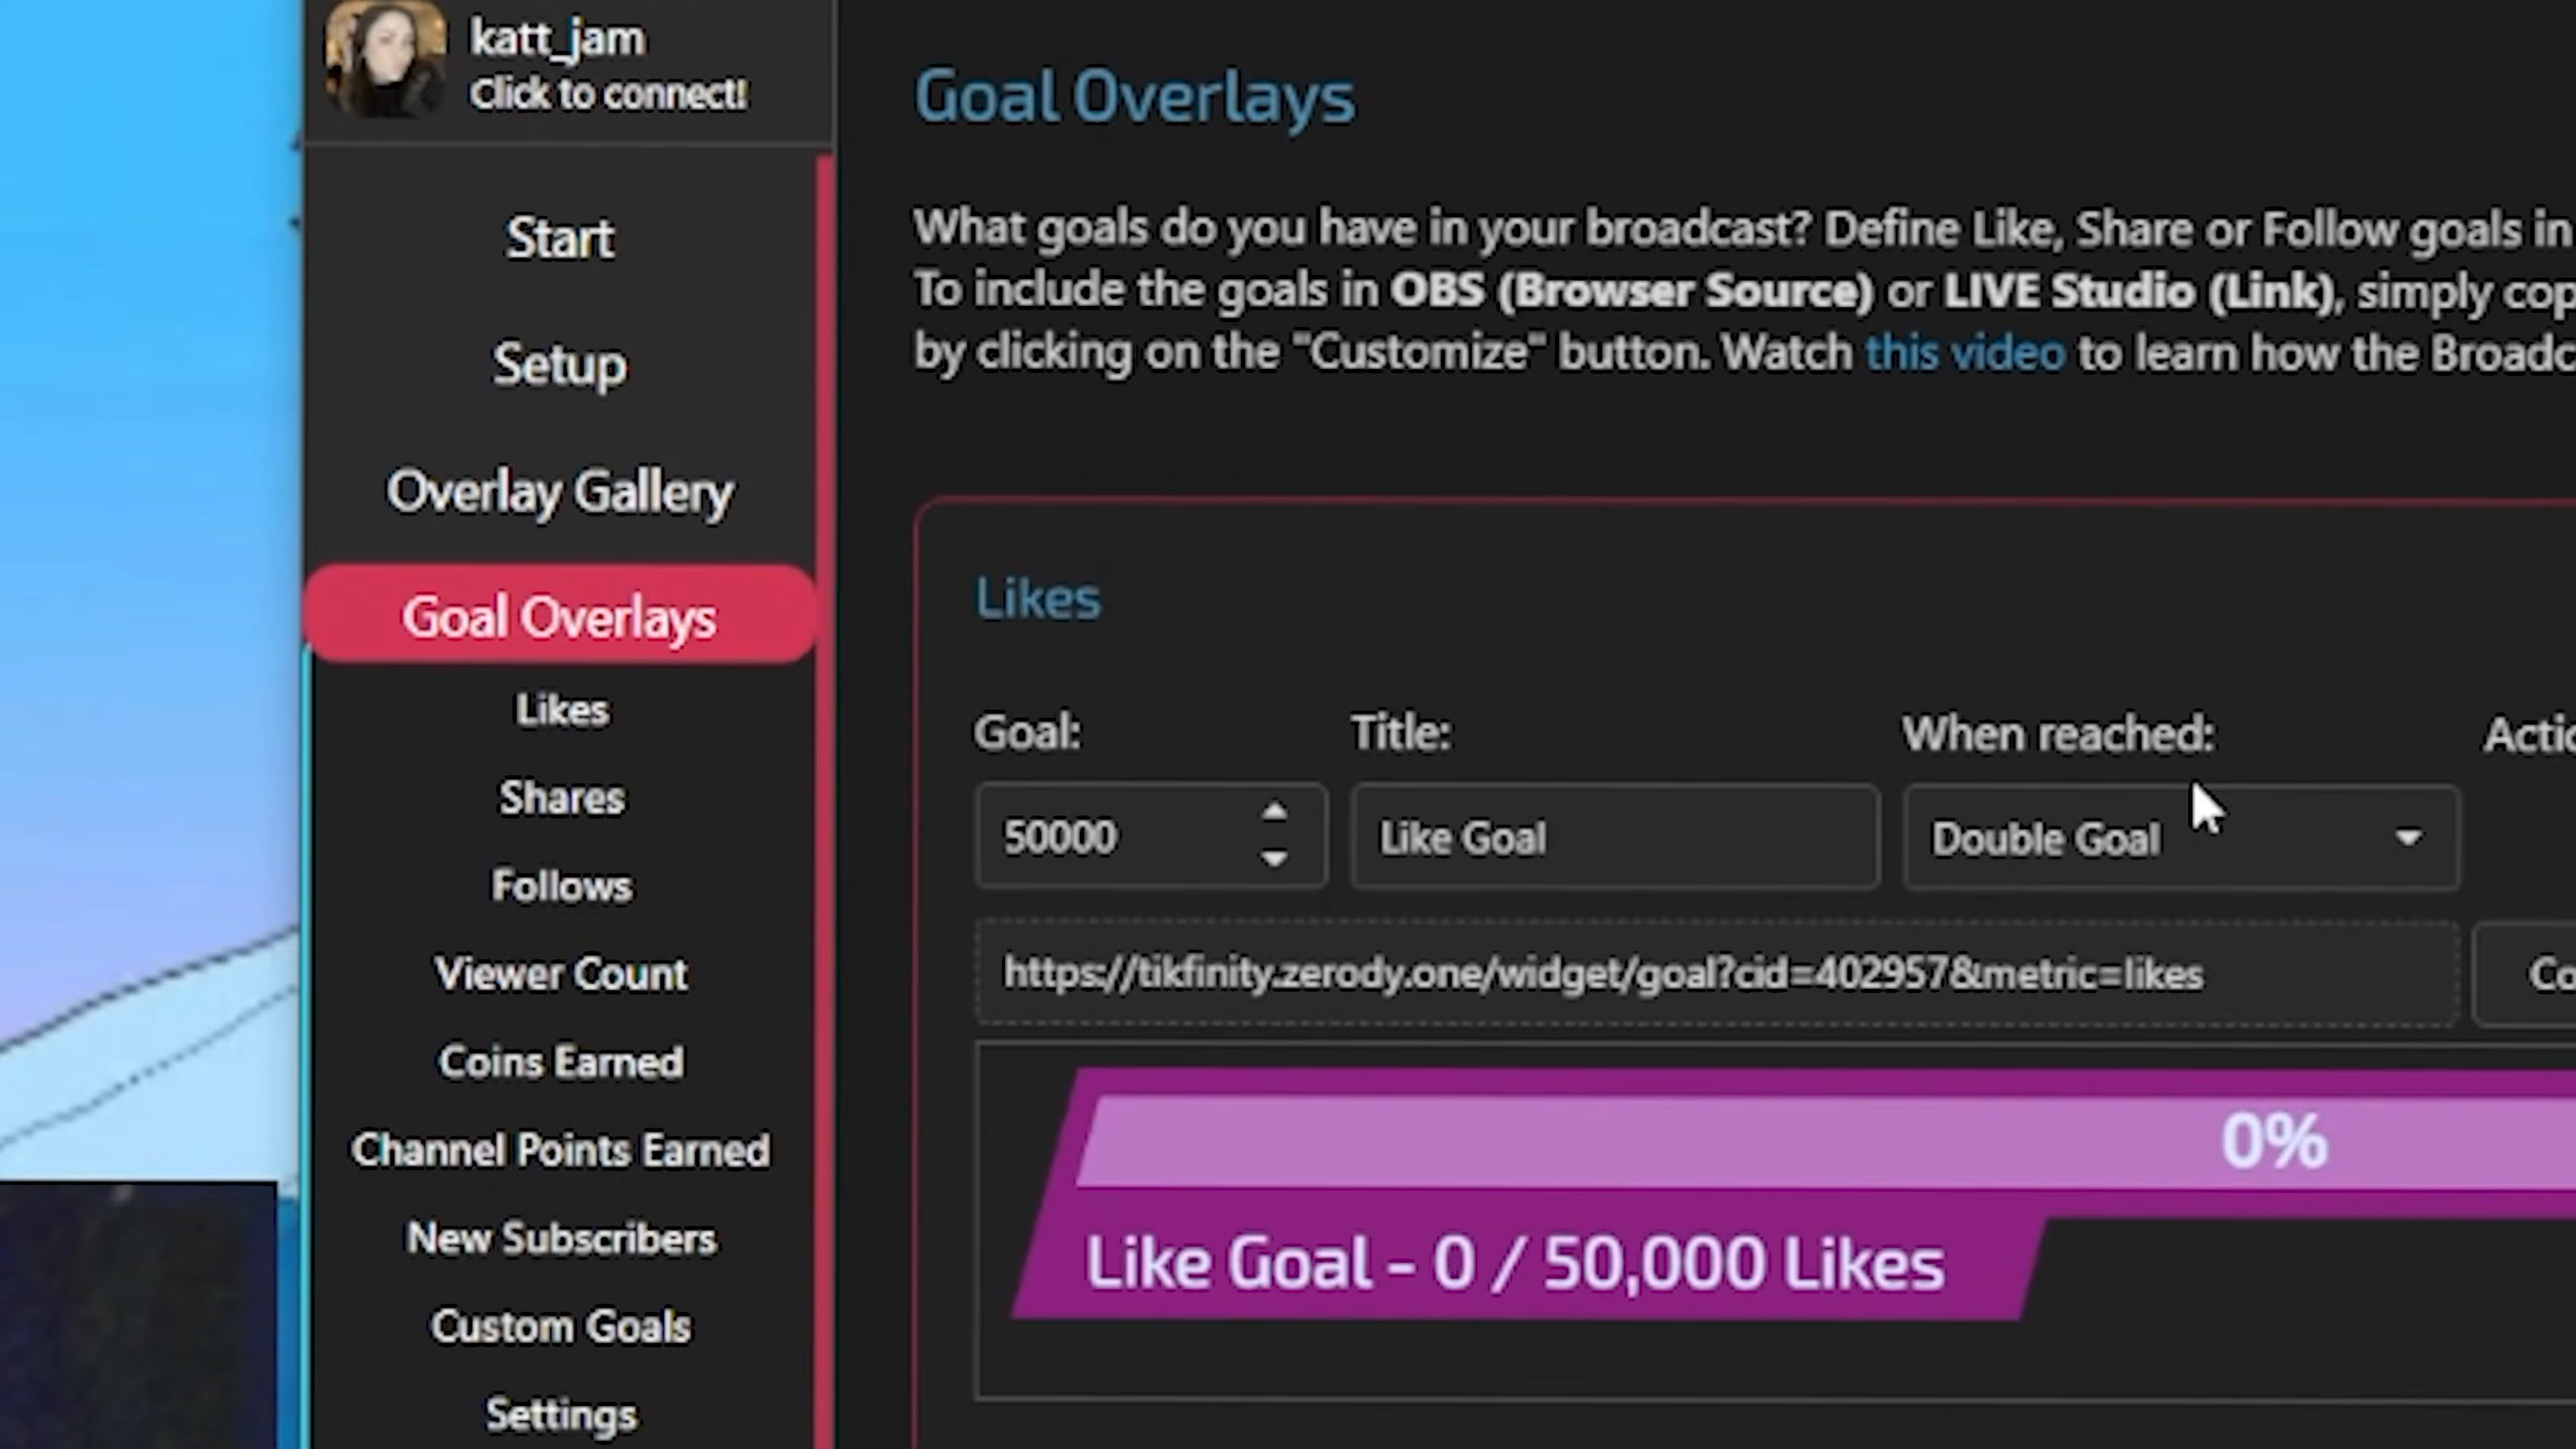 katt_jam
Click to connect!
Start
Setup
Overlay Gallery
Goal Overlays
Likes
Shares
Follows
Viewer Count
Coins Earned
Channel Points Earned
New Subscribers
Custom Goals
Settings
Goal Overlays
What goals do you have in your broadcast? Define Like, Share or Follow goals in
To include the goals in OBS (Browser Source) or LIVE Studio (Link), simply cop
by clicking on the "Customize" button. Watch this video to learn how the Broadc
Likes
Goal: Title: When reached: Actio
50000 Like Goal Double Goal
https://tikfinity.zerody.one/widget/goal?cid=402957&metric=likes Co
0%
Like Goal - 0 / 50,000 Likes